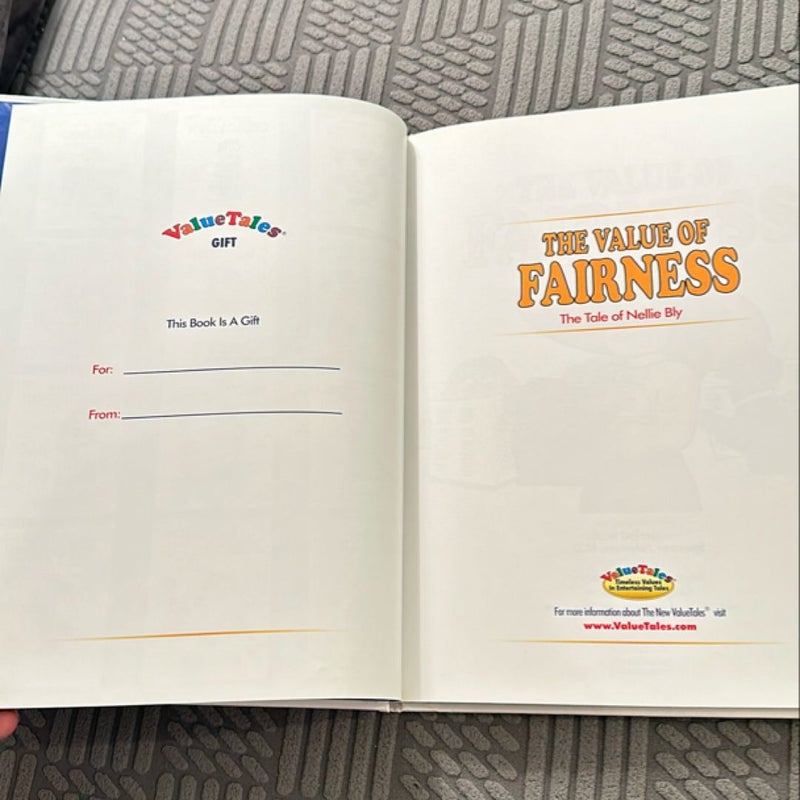 ValueTales®
GIFT
This Book Is A Gift
For:
From:
THE VALUE OF
FAIRNESS
The Tale of Nellie Bly
ValueTales
Timeless Values
in Entertaining Tales
For more information about The New ValueTales® visit
www.ValueTales.com